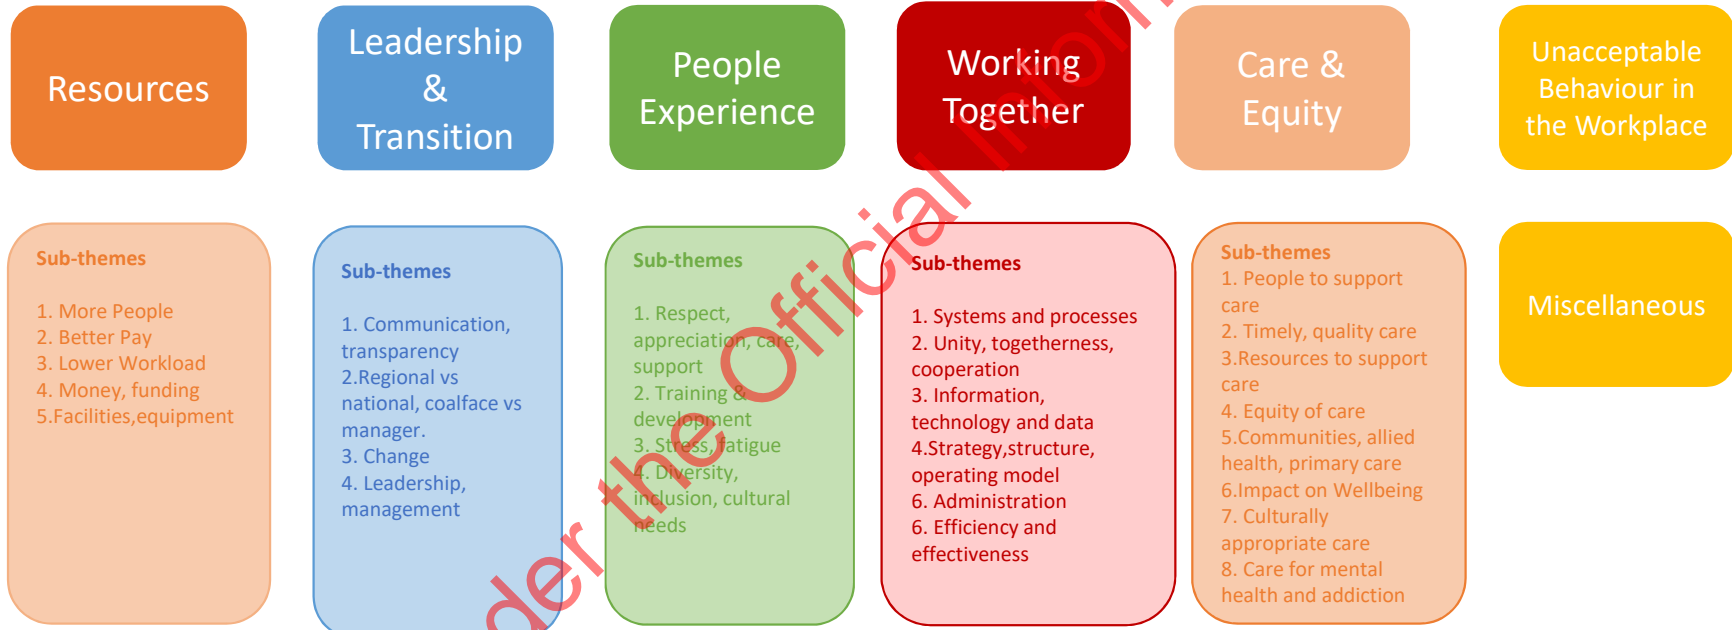 Resources
Leadership
&
Transition
People
Experience
Working
Together
Care &
Equity
Unacceptable
Behaviour in
the Workplace
Sub-themes
1. More People
2. Better Pay
3. Lower Workload
4. Money, funding
5.Facilities,equipment
Sub-themes
1. Communication,
transparency
2.Regional vs
national, coalface vs
manager.
3. Change
4. Leadership,
management
Sub-themes
1. Respect,
appreciation, care,
support
2. Training &
development
3. Stress, fatigue
4. Diversity,
inclusion, cultural
needs
Sub-themes
1. Systems and processes
2. Unity, togetherness,
cooperation
3. Information,
technology and data
4.Strategy,structure,
operating model
6. Administration
6. Efficiency and
effectiveness
Sub-themes
1. People to support
care
2. Timely, quality care
3.Resources to support
care
4. Equity of care
5.Communities, allied
health, primary care
6.Impact on Wellbeing
7. Culturally
appropriate care
8. Care for mental
health and addiction
Miscellaneous
the Official